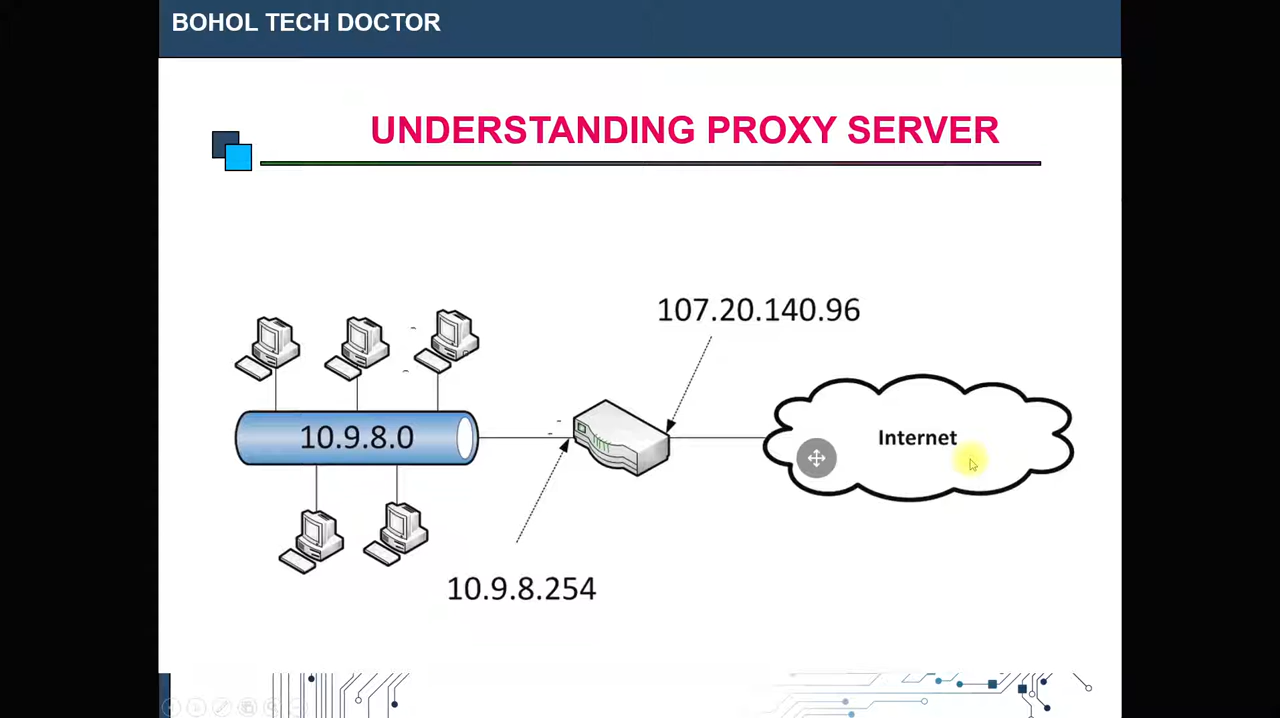 BOHOL TECH DOCTOR
UNDERSTANDING PROXY SERVER
107.20.140.96
10.9.8.0
Internet
10.9.8.254